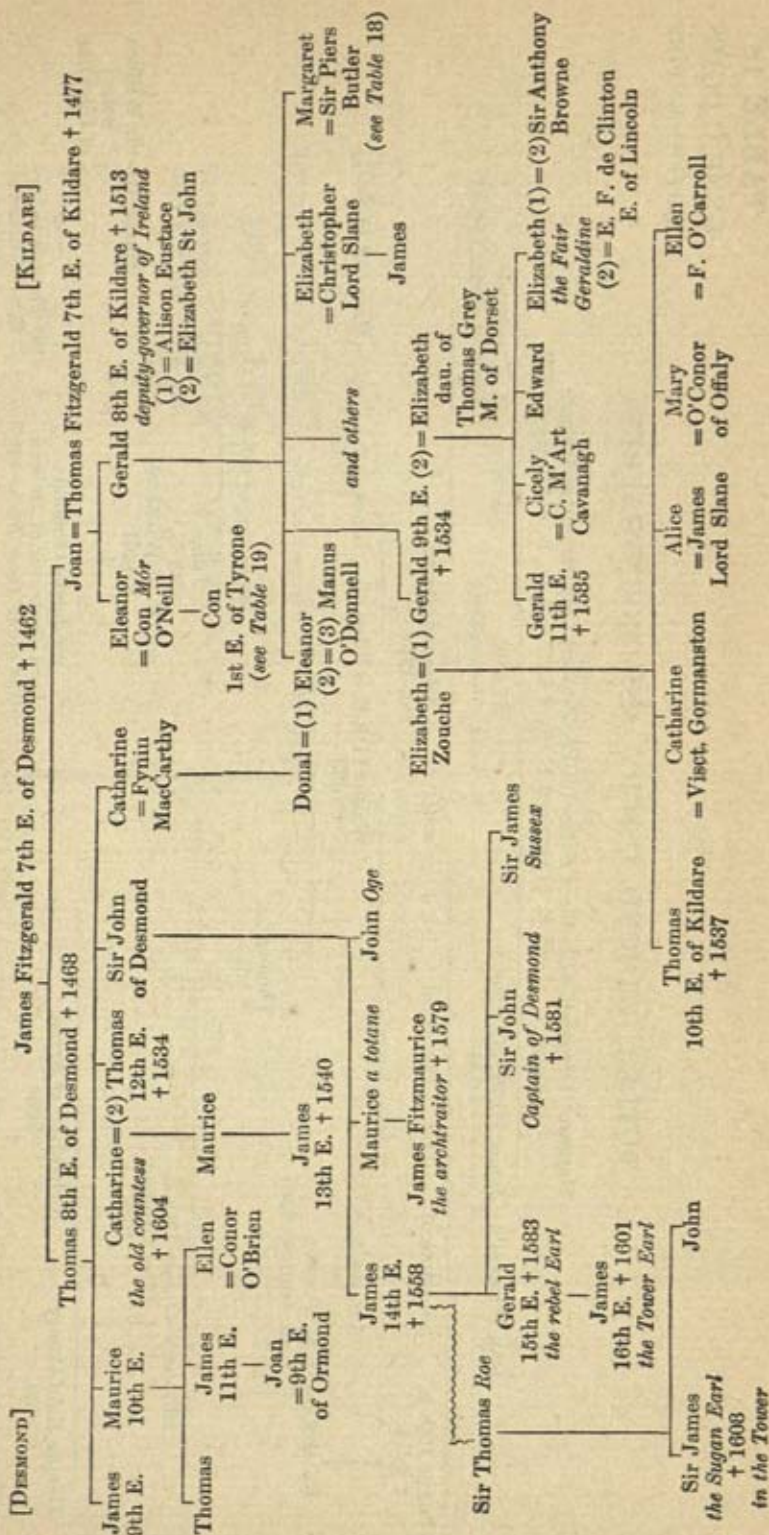 [DESMOND]
[KILDARE]
James Fitzgerald 7th E. of Desmond † 1462
Thomas 8th E. of Desmond † 1468
Joan = Thomas Fitzgerald 7th E. of Kildare † 1477
James
9th E.
Maurice
10th E.
Catharine = (2) Thomas
the old countess
† 1604
12th E.
† 1534
Sir John
of Desmond
Catharine
= Fynin
MacCarthy
Eleanor
= Con Mór
O'Neill
Gerald 8th E. of Kildare † 1513
deputy-governor of Ireland
(1) = Alison Eustace
(2) = Elizabeth St John
Thomas
James
11th E.
Ellen
= Conor
O'Brien
Maurice
Con
1st E. of Tyrone
(see Table 19)
Joan
= 9th E.
of Ormond
James
13th E. † 1540
Donal = (1) Eleanor
(2) = (3) Manus
O'Donnell
and others
Elizabeth
= Christopher
Lord Slane
Margaret
= Sir Piers
Butler
(see Table 18)
James
James
14th E.
† 1558
Maurice a totane
John Oge
James Fitzmaurice
the archtraitor † 1579
Elizabeth = (1) Gerald 9th E. (2) = Elizabeth
Zouche
† 1534
dau. of
Thomas Grey
M. of Dorset
Sir Thomas Roe
Gerald
15th E. † 1583
the rebel Earl
Sir John
Captain of Desmond
† 1581
Sir James
Sussex
Gerald
11th E.
† 1585
Cicely
= C. M'Art
Cavanagh
Edward
Elizabeth (1) = (2) Sir Anthony
the Fair
Geraldine
Browne
(2) = E. F. de Clinton
E. of Lincoln
James
16th E. † 1601
the Tower Earl
Sir James
the Sugan Earl
† 1608
in the Tower
John
Thomas
10th E. of Kildare
† 1537
Catharine
= Visct. Gormanston
Alice
= James
Lord Slane
Mary
= O'Conor
of Offaly
Ellen
= F. O'Carroll